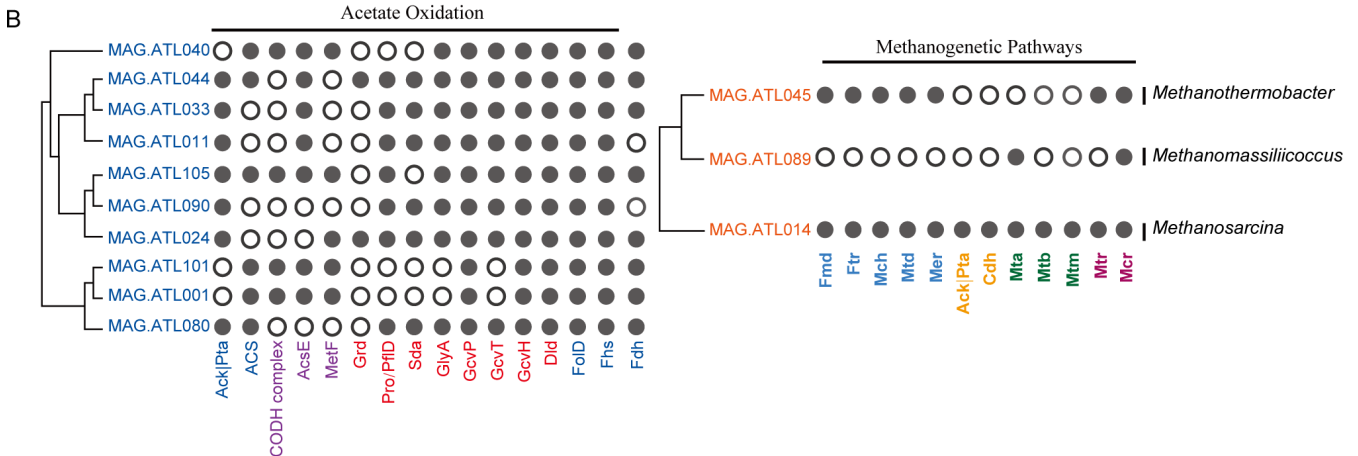 B
Acetate Oxidation
MAG.ATL040
MAG.ATL044
MAG.ATL033
MAG.ATL011
MAG.ATL105
MAG.ATL090
MAG.ATL024
MAG.ATL101
MAG.ATL001
MAG.ATL080
Ack|Pta
ACS
CODH complex
AcsE
MetF
Grd
Pro/PflD
Sda
GlyA
GcvP
GcvT
GcvH
Dld
FolD
Fhs
Fdh
Methanogenetic Pathways
MAG.ATL045
Methanothermobacter
MAG.ATL089
Methanomassiliicoccus
MAG.ATL014
Methanosarcina
Fmd
Ftr
Mch
Mtd
Mer
Ack|Pta
Cdh
Mta
Mtb
Mtm
Mtr
Mcr